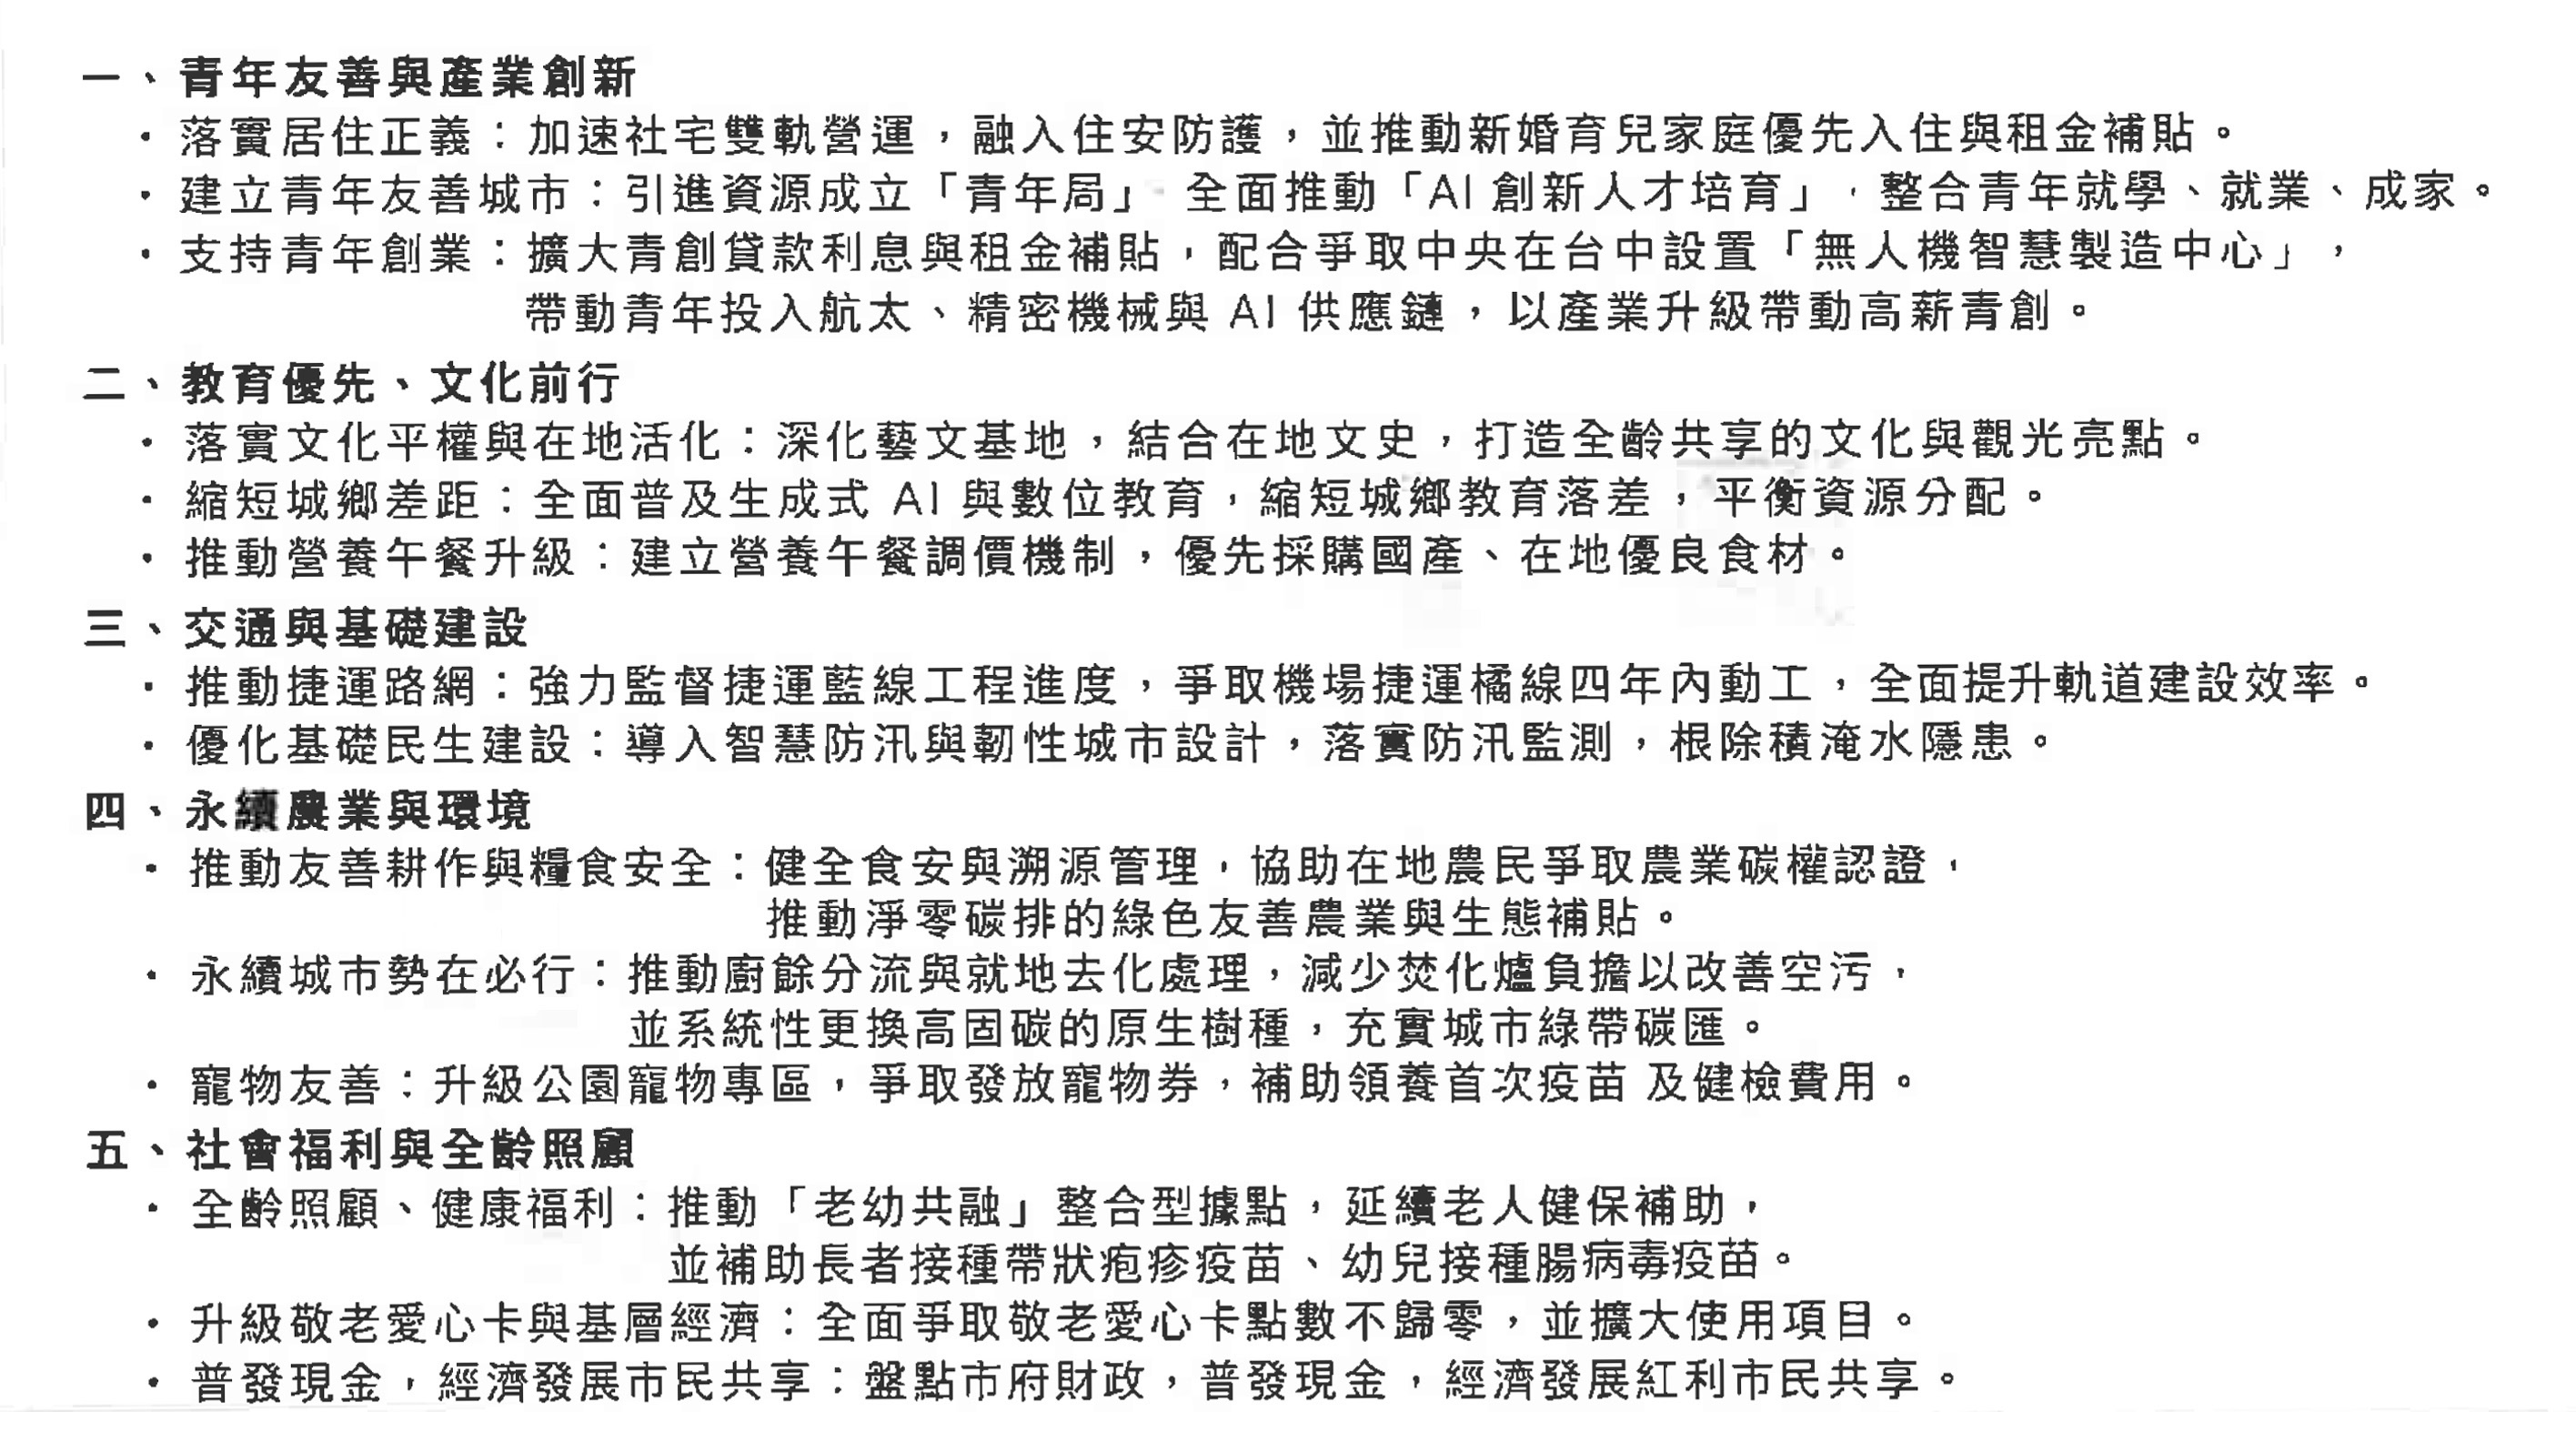 一、青年友善與產業創新
・落實居住正義：加速社宅雙軌營運，融入住安防護，並推動新婚育兒家庭優先入住與租金補貼。
・建立青年友善城市：引進資源成立「青年局」 全面推動「AI 創新人才培育」，整合青年就學、就業、成家。
・支持青年創業：擴大青創貸款利息與租金補貼，配合爭取中央在台中設置「無人機智慧製造中心」，
帶動青年投入航太、精密機械與 AI 供應鏈，以產業升級帶動高薪青創。
二、教育優先、文化前行
・落實文化平權與在地活化：深化藝文基地，結合在地文史，打造全齡共享的文化與觀光亮點。
・縮短城鄉差距：全面普及生成式 AI 與數位教育，縮短城鄉教育落差，平衡資源分配。
・推動營養午餐升級：建立營養午餐調價機制，優先採購國產、在地優良食材。
三、交通與基礎建設
・推動捷運路網：強力監督捷運藍線工程進度，爭取機場捷運橘線四年內動工，全面提升軌道建設效率。
・優化基礎民生建設：導入智慧防汛與韌性城市設計，落實防汛監測，根除積淹水隱患。
四、永續農業與環境
・推動友善耕作與糧食安全：健全食安與溯源管理，協助在地農民爭取農業碳權認證，
推動淨零碳排的綠色友善農業與生態補貼。
・永續城市勢在必行：推動廚餘分流與就地去化處理，減少焚化爐負擔以改善空污，
並系統性更換高固碳的原生樹種，充實城市綠帶碳匯。
・寵物友善：升級公園寵物專區，爭取發放寵物券，補助領養首次疫苗 及健檢費用。
五、社會福利與全齡照顧
・全齡照顧、健康福利：推動「老幼共融」整合型據點，延續老人健保補助，
並補助長者接種帶狀疱疹疫苗、幼兒接種腸病毒疫苗。
・升級敬老愛心卡與基層經濟：全面爭取敬老愛心卡點數不歸零，並擴大使用項目。
・普發現金，經濟發展市民共享：盤點市府財政，普發現金，經濟發展紅利市民共享。